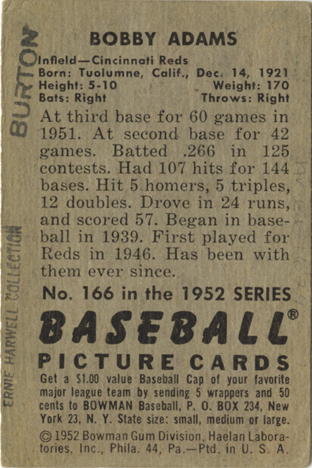 BOBBY ADAMS
Infield—Cincinnati Reds
Born: Tuolumne, Calif., Dec. 14, 1921
Height: 5-10 Weight: 170
Bats: Right Throws: Right
At third base for 60 games in
1951. At second base for 42
games. Batted .266 in 125
contests. Had 107 hits for 144
bases. Hit 5 homers, 5 triples,
12 doubles. Drove in 24 runs,
and scored 57. Began in base-
ball in 1939. First played for
Reds in 1946. Has been with
them ever since.
No. 166 in the 1952 SERIES
BASEBALL®
PICTURE CARDS
Get a $1.00 value Baseball Cap of your favorite
major league team by sending 5 wrappers and 50
cents to BOWMAN Baseball, P. O. BOX 234, New
York 23, N. Y. State size: small, medium or large.
©1952 Bowman Gum Division, Haelan Labora-
tories, Inc., Phila. 44, Pa.—Ptd. in U. S. A.
BURTON
ERNIE HARWELL COLLECTION